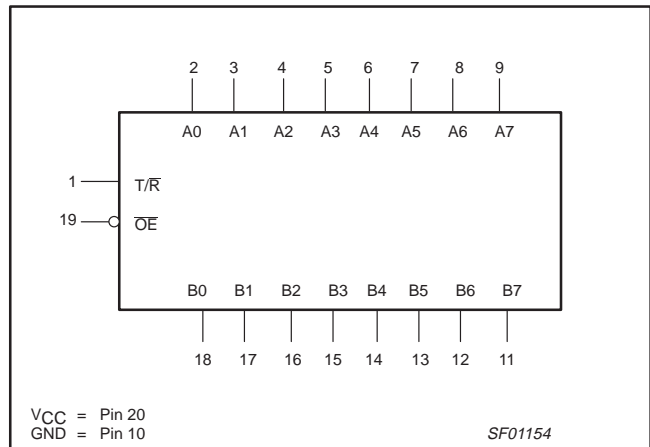 2 3 4 5 6 7 8 9
A0 A1 A2 A3 A4 A5 A6 A7
1 T/R̅
19 O̅E̅
B0 B1 B2 B3 B4 B5 B6 B7
18 17 16 15 14 13 12 11
VCC = Pin 20
GND = Pin 10
SF01154